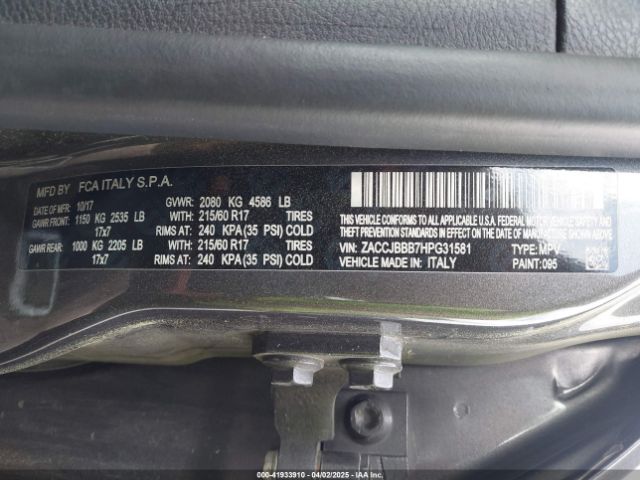 MFD BY FCA ITALY S.P.A.
DATE OF MFR: 10/17 GVWR: 2080 KG 4586 LB
GAWR FRONT: 1150 KG 2535 LB WITH: 215/60 R17 TIRES
17x7 RIMS AT: 240 KPA(35 PSI) COLD
GAWR REAR: 1000 KG 2205 LB WITH: 215/60 R17 TIRES
17x7 RIMS AT: 240 KPA(35 PSI) COLD
THIS VEHICLE CONFORMS TO ALL APPLICABLE U.S.A.
FEDERAL MOTOR VEHICLE SAFETY, BUMPER, AND
THEFT PREVENTION STANDARDS IN EFFECT ON THE
DATE OF MANUFACTURE SHOWN ABOVE.
VIN: ZACCJBBB7HPG31581 TYPE: MPV
VEHICLE MADE IN: ITALY PAINT: 095
000-41933910 04/02/2025